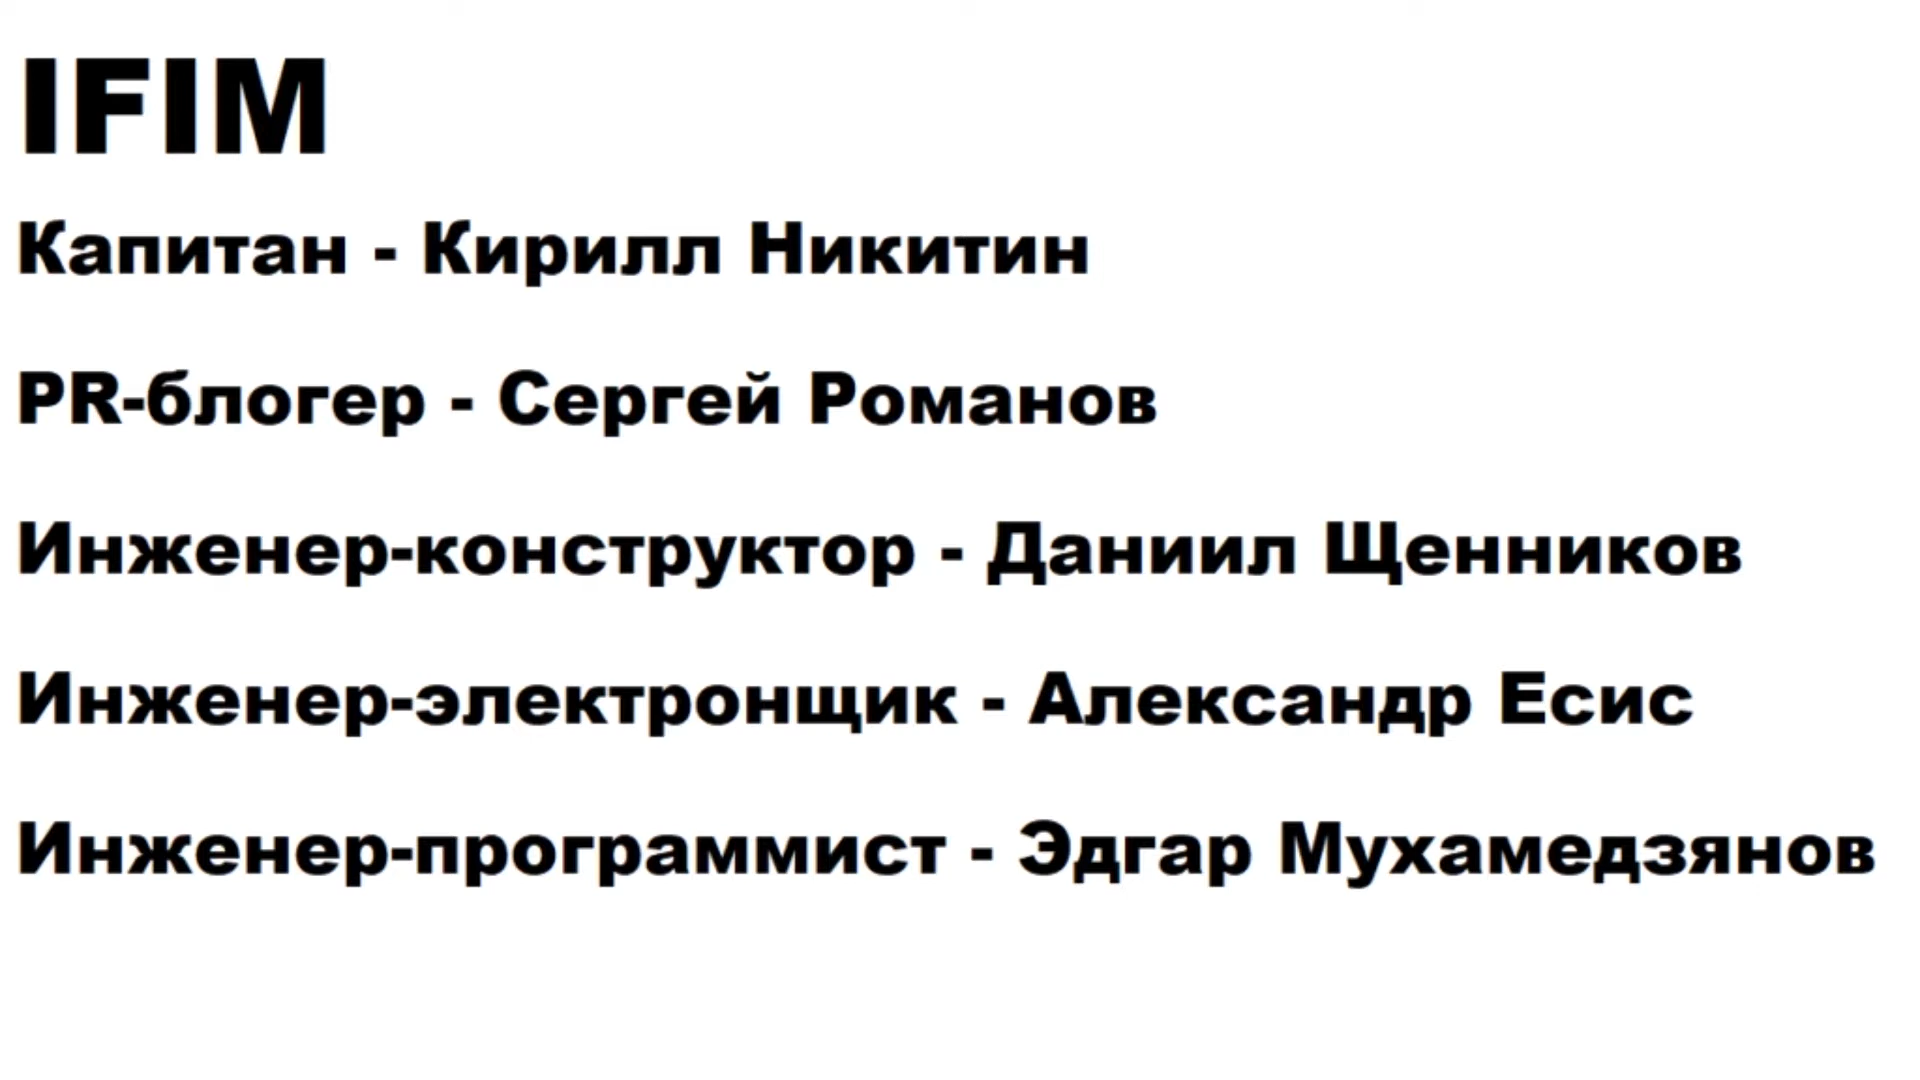 IFIM
Капитан - Кирилл Никитин
PR-блогер - Сергей Романов
Инженер-конструктор - Даниил Щенников
Инженер-электронщик - Александр Есис
Инженер-программист - Эдгар Мухамедзянов